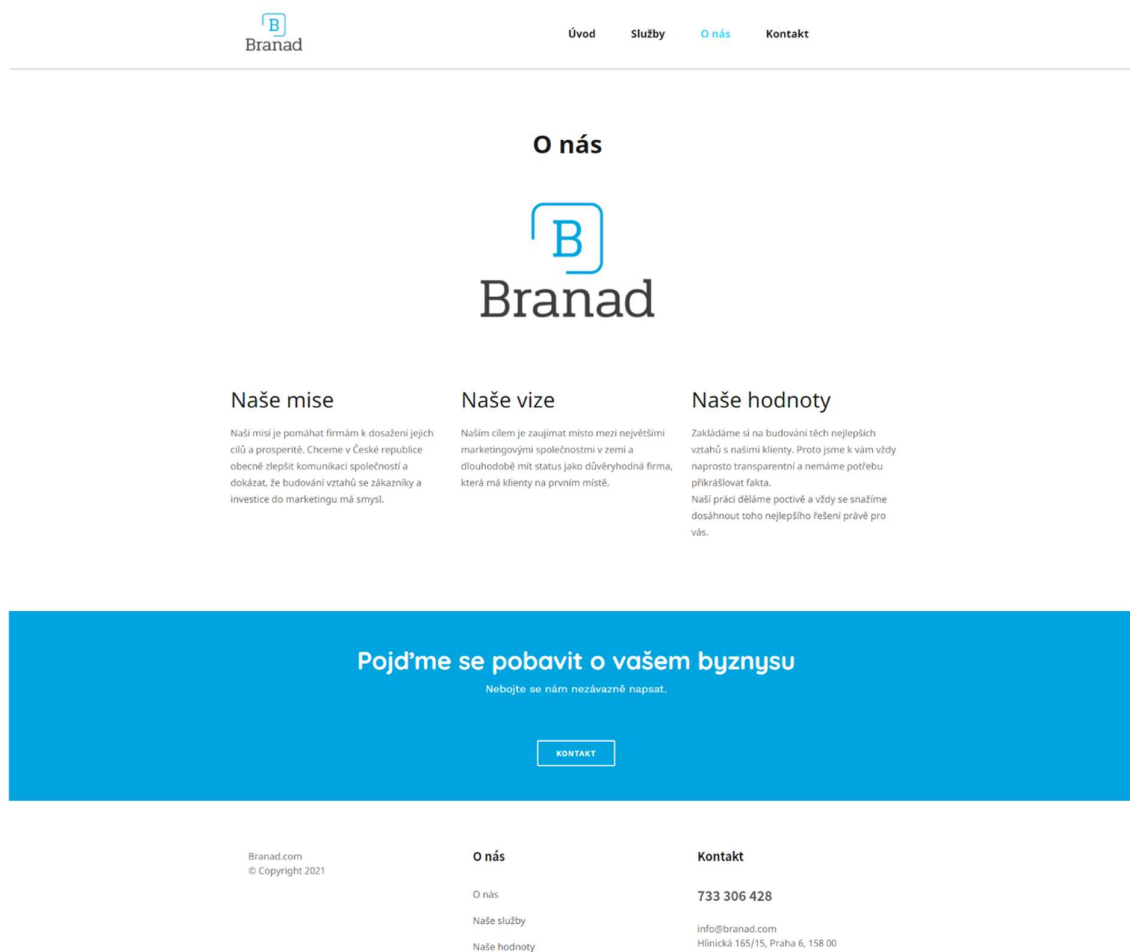 B
Branad
Úvod
Služby
O nás
Kontakt
O nás
B
Branad
Naše mise
Naší misí je pomáhat firmám k dosažení jejich
cílů a prosperitě. Chceme v České republice
obecně zlepšit komunikaci společností a
dokázat, že budování vztahů se zákazníky a
investice do marketingu má smysl.
Naše vize
Naším cílem je zaujímat místo mezi největšími
marketingovými společnostmi v zemi a
dlouhodobě mít status jako důvěryhodná firma,
která má klienty na prvním místě.
Naše hodnoty
Zakládáme si na budování těch nejlepších
vztahů s našimi klienty. Proto jsme k vám vždy
naprosto transparentní a nemáme potřebu
přikrášlovat fakta.
Naší práci děláme poctivě a vždy se snažíme
dosáhnout toho nejlepšího řešení právě pro
vás.
Pojďme se pobavit o vašem byznysu
Nebojte se nám nezávazně napsat.
KONTAKT
Branad.com
© Copyright 2021
O nás
O nás
Naše služby
Naše hodnoty
Kontakt
733 306 428
info@branad.com
Hlinická 165/15, Praha 6, 158 00